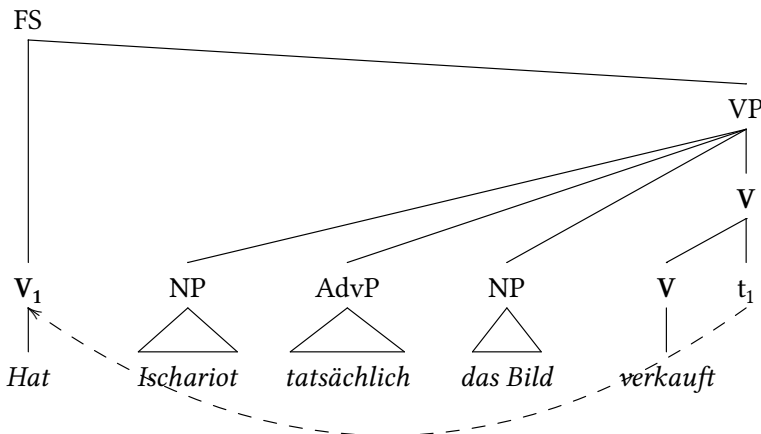 FS
VP
V
V₁ NP AdvP NP V t₁
Hat Ischariot tatsächlich das Bild verkauft